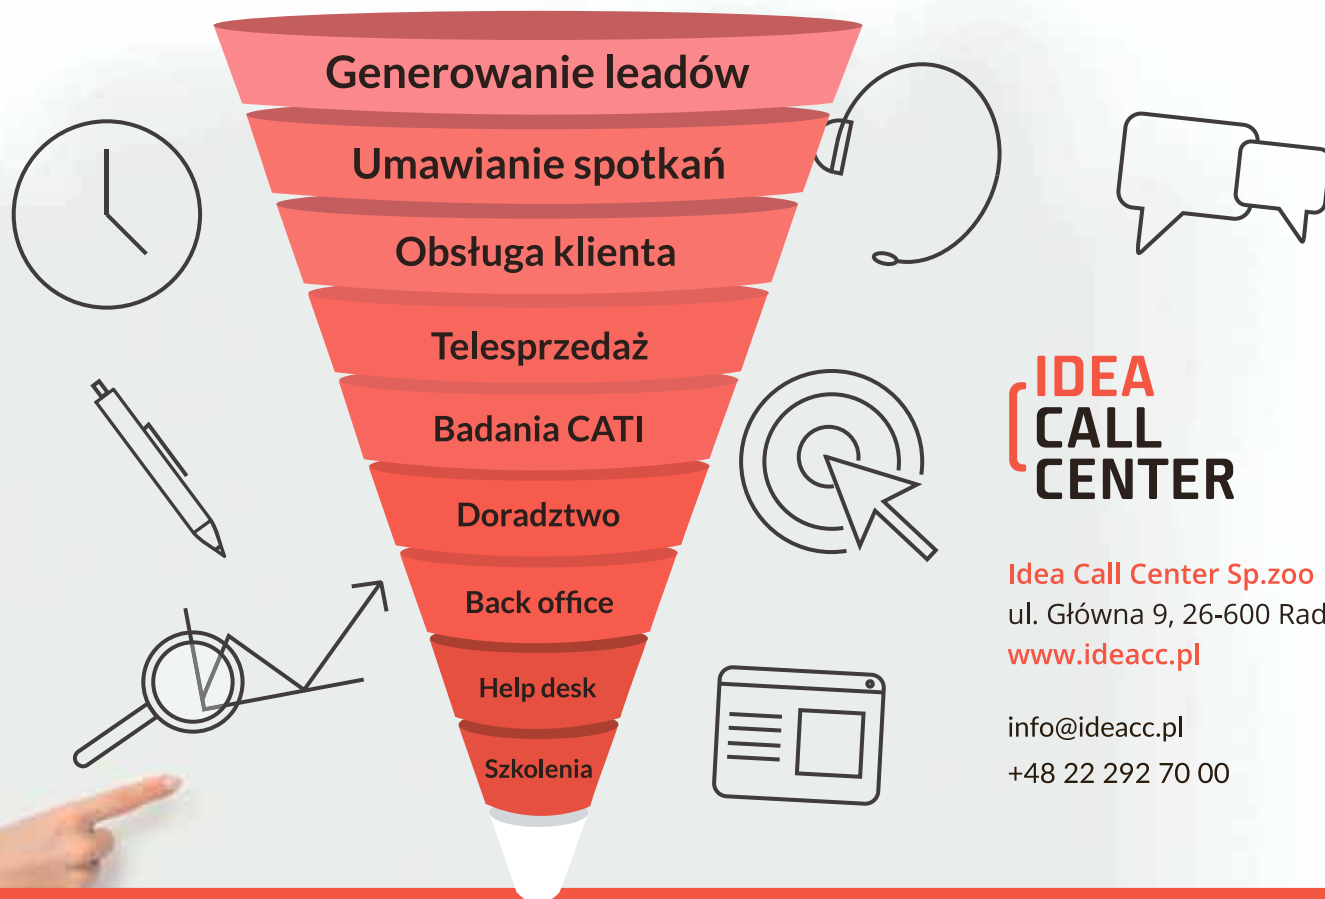 Generowanie leadów
Umawianie spotkań
Obsługa klienta
Telesprzedaż
Badania CATI
Doradztwo
Back office
Help desk
Szkolenia
IDEA
CALL
CENTER
Idea Call Center Sp.zoo
ul. Główna 9, 26-600 Rad
www.ideacc.pl
info@ideacc.pl
+48 22 292 70 00